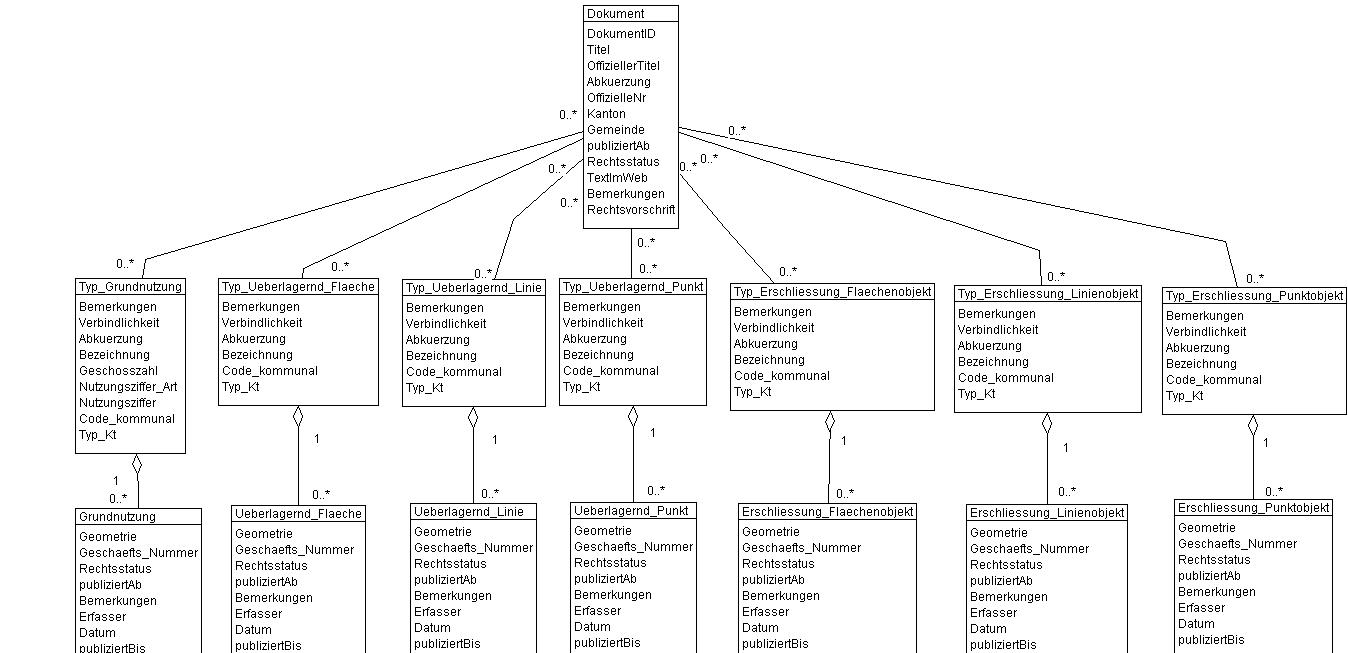 Dokument
DokumentID
Titel
OffiziellerTitel
Abkuerzung
OffizielleNr
Kanton
Gemeinde
publiziertAb
Rechtsstatus
TextImWeb
Bemerkungen
Rechtsvorschrift
0..*
0..*
0..*
0..*
0..*
0..*
0..*
0..*
0..*
0..*
0..*
0..*
0..*
0..*
Typ_Grundnutzung
Bemerkungen
Verbindlichkeit
Abkuerzung
Bezeichnung
Geschosszahl
Nutzungsziffer_Art
Nutzungsziffer
Code_kommunal
Typ_Kt
Typ_Ueberlagernd_Flaeche
Bemerkungen
Verbindlichkeit
Abkuerzung
Bezeichnung
Code_kommunal
Typ_Kt
Typ_Ueberlagernd_Linie
Bemerkungen
Verbindlichkeit
Abkuerzung
Bezeichnung
Code_kommunal
Typ_Kt
Typ_Ueberlagernd_Punkt
Bemerkungen
Verbindlichkeit
Abkuerzung
Bezeichnung
Code_kommunal
Typ_Kt
Typ_Erschliessung_Flaechenobjekt
Bemerkungen
Verbindlichkeit
Abkuerzung
Bezeichnung
Code_kommunal
Typ_Kt
Typ_Erschliessung_Linienobjekt
Bemerkungen
Verbindlichkeit
Abkuerzung
Bezeichnung
Code_kommunal
Typ_Kt
Typ_Erschliessung_Punktobjekt
Bemerkungen
Verbindlichkeit
Abkuerzung
Bezeichnung
Code_kommunal
Typ_Kt
1
0..*
1
0..*
1
0..*
1
0..*
1
0..*
1
0..*
1
0..*
Grundnutzung
Geometrie
Geschaefts_Nummer
Rechtsstatus
publiziertAb
Bemerkungen
Erfasser
Datum
publiziertBis
Ueberlagernd_Flaeche
Geometrie
Geschaefts_Nummer
Rechtsstatus
publiziertAb
Bemerkungen
Erfasser
Datum
publiziertBis
Ueberlagernd_Linie
Geometrie
Geschaefts_Nummer
Rechtsstatus
publiziertAb
Bemerkungen
Erfasser
Datum
publiziertBis
Ueberlagernd_Punkt
Geometrie
Geschaefts_Nummer
Rechtsstatus
publiziertAb
Bemerkungen
Erfasser
Datum
publiziertBis
Erschliessung_Flaechenobjekt
Geometrie
Geschaefts_Nummer
Rechtsstatus
publiziertAb
Bemerkungen
Erfasser
Datum
publiziertBis
Erschliessung_Linienobjekt
Geometrie
Geschaefts_Nummer
Rechtsstatus
publiziertAb
Bemerkungen
Erfasser
Datum
publiziertBis
Erschliessung_Punktobjekt
Geometrie
Geschaefts_Nummer
Rechtsstatus
publiziertAb
Bemerkungen
Erfasser
Datum
publiziertBis